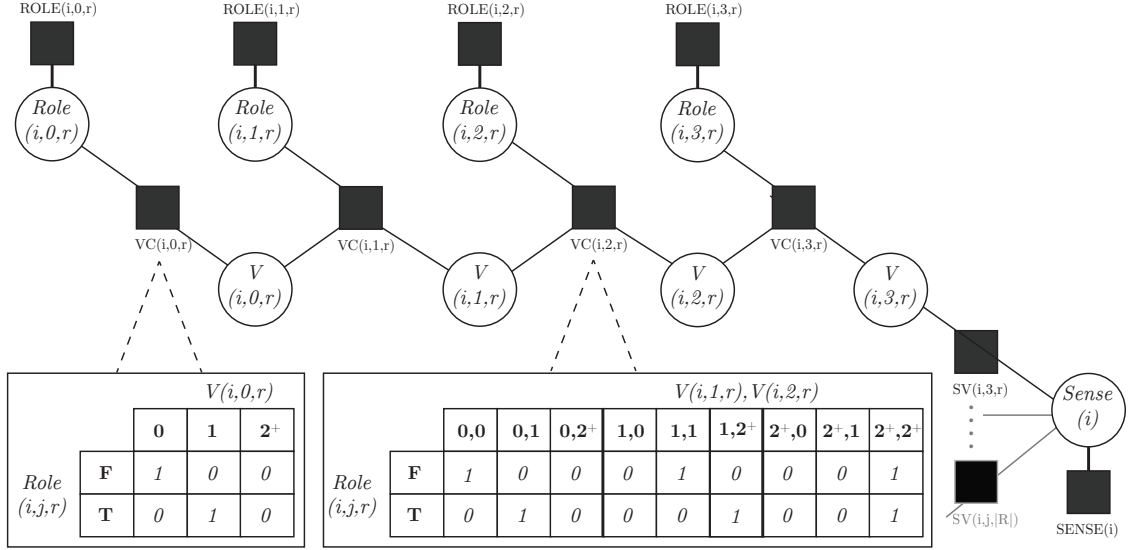 ROLE(i,0,r) ROLE(i,1,r) ROLE(i,2,r) ROLE(i,3,r)
Role
(i,0,r)
Role
(i,1,r)
Role
(i,2,r)
Role
(i,3,r)
VC(i,0,r) VC(i,1,r) VC(i,2,r) VC(i,3,r)
V
(i,0,r)
V
(i,1,r)
V
(i,2,r)
V
(i,3,r)
SV(i,3,r)
Sense
(i)
SV(i,j,|R|)
SENSE(i)
V(i,0,r)
0 1 2⁺
Role
(i,j,r)
F 1 0 0
T 0 1 0
V(i,1,r),V(i,2,r)
0,0 0,1 0,2⁺ 1,0 1,1 1,2⁺ 2⁺,0 2⁺,1 2⁺,2⁺
Role
(i,j,r)
F 1 0 0 0 1 0 0 0 1
T 0 1 0 0 0 1 0 0 1